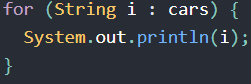 for (String i : cars) {
  System.out.println(i);
}